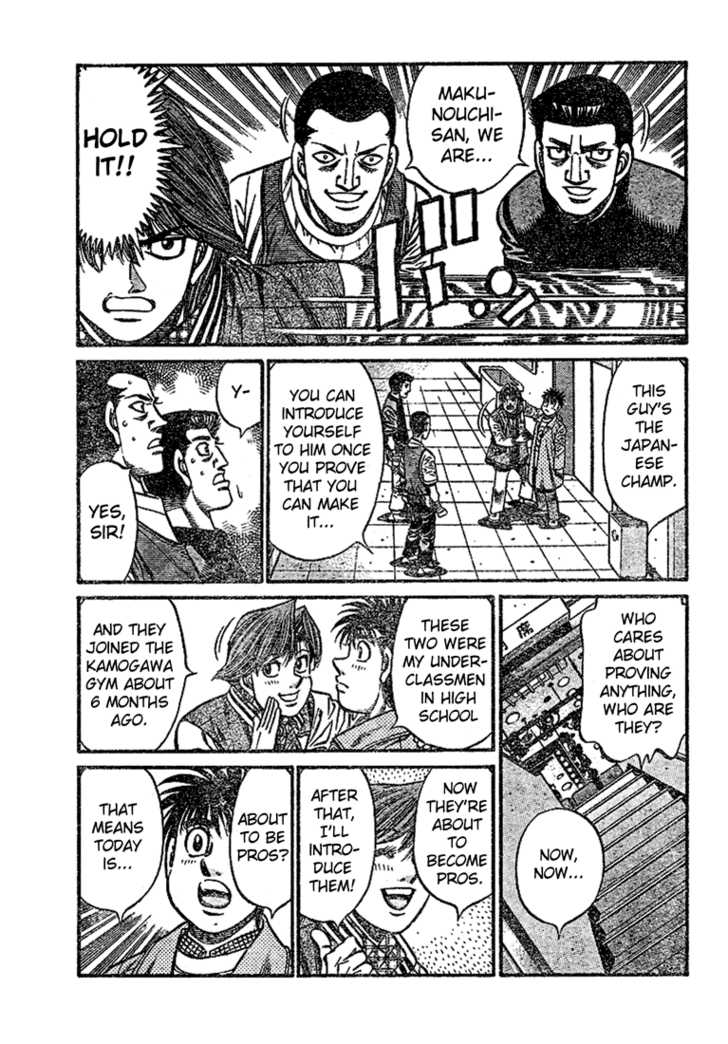 MAKU-
NOUCHI-
SAN, WE
ARE...
HOLD
IT!!
THIS
GUY'S
THE
JAPAN-
ESE
CHAMP.
YOU CAN
INTRODUCE
YOURSELF
TO HIM ONCE
YOU PROVE
THAT YOU
CAN MAKE
IT...
Y-
YES,
SIR!
WHO
CARES
ABOUT
PROVING
ANYTHING,
WHO ARE
THEY?
席
NOW,
NOW...
THESE
TWO WERE
MY UNDER-
CLASSMEN
IN HIGH
SCHOOL
AND THEY
JOINED THE
KAMOGAWA
GYM ABOUT
6 MONTHS
AGO.
NOW
THEY'RE
ABOUT
TO
BECOME
PROS.
AFTER
THAT,
I'LL
INTRO-
DUCE
THEM!
ABOUT
TO BE
PROS?
THAT
MEANS
TODAY
IS...